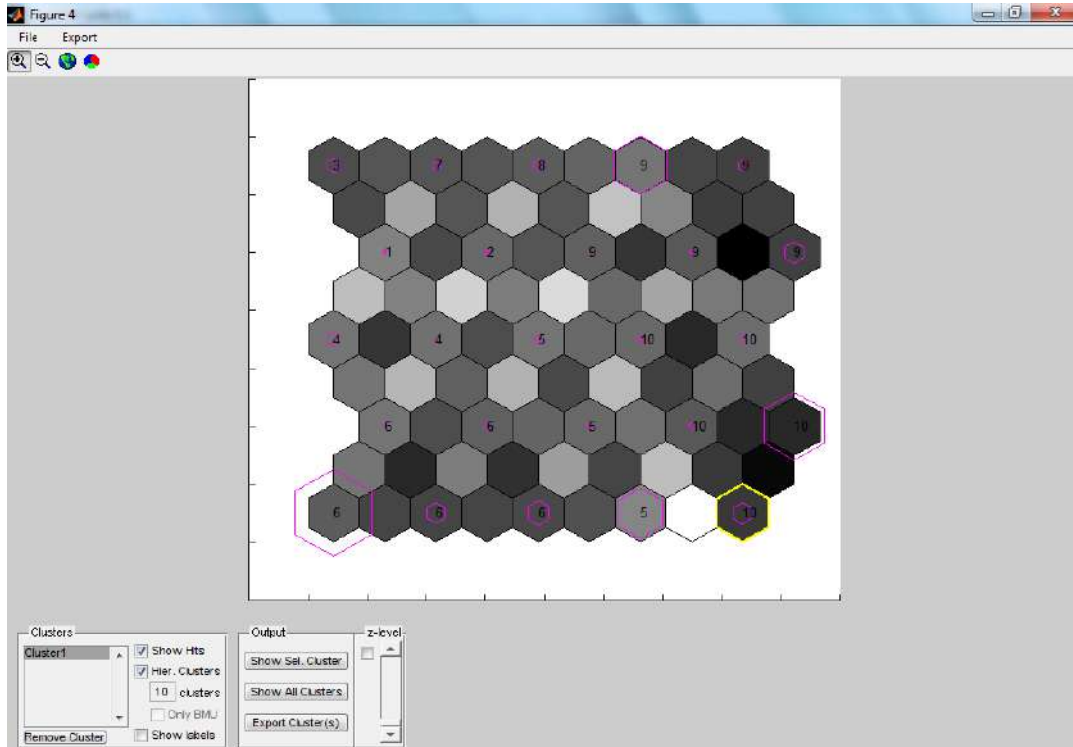 Figure 4
File Export
3 7 8 9 9
1 2 9 9 9
4 4 5 10 10
6 6 5 10 10
6 6 6 5 10
Clusters
Cluster1
Show Hits
Hier. Clusters
10 clusters
Only BMU
Remove Cluster
Show labels
Output
Show Sel. Cluster
Show All Clusters
Export Cluster(s)
z-level